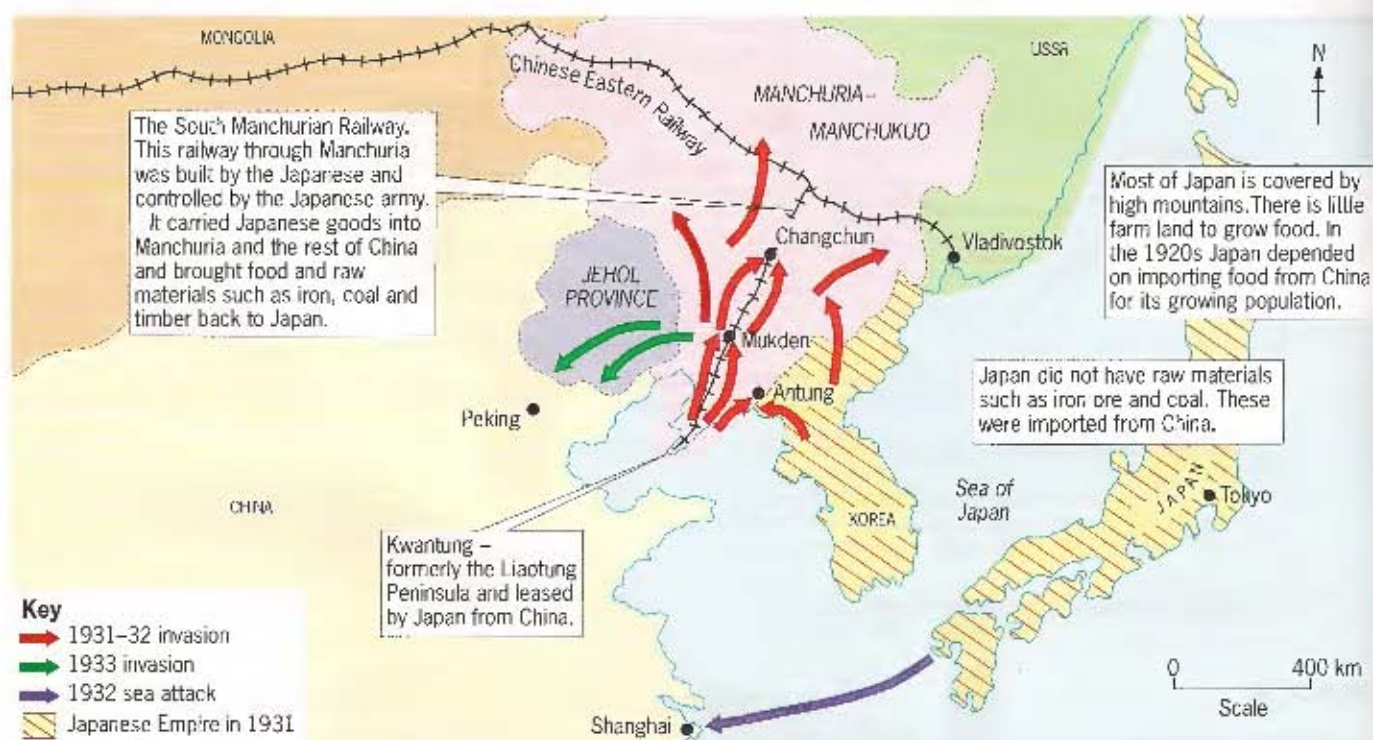 MONGOLIA
USSR
N
Chinese Eastern Railway
MANCHURIA–
MANCHUKUO
The South Manchurian Railway.
This railway through Manchuria
was built by the Japanese and
controlled by the Japanese army.
It carried Japanese goods into
Manchuria and the rest of China
and brought food and raw
materials such as iron, coal and
timber back to Japan.
Most of Japan is covered by
high mountains. There is little
farm land to grow food. In
the 1920s Japan depended
on importing food from China
for its growing population.
Changchun
Vladivostok
JEHOL
PROVINCE
Mukden
Antung
Peking
Japan did not have raw materials
such as iron ore and coal. These
were imported from China.
Sea of
Japan
JAPAN
Tokyo
CHINA
KOREA
Kwantung –
formerly the Liaotung
Peninsula and leased
by Japan from China.
Key
1931–32 invasion
1933 invasion
1932 sea attack
Japanese Empire in 1931
Shanghai
0 400 km
Scale